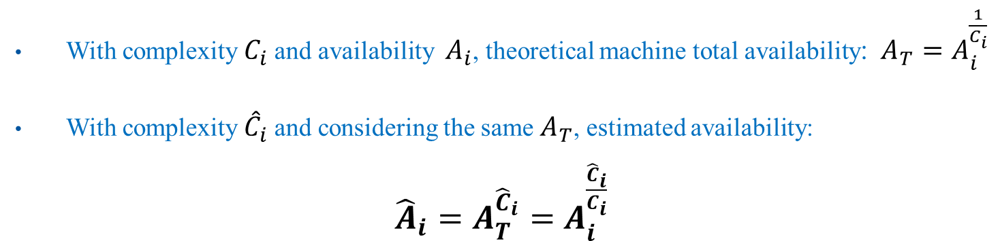 • With complexity $C_i$ and availability $A_i$, theoretical machine total availability: $A_T = A_i^{\frac{1}{C_i}}$
• With complexity $\hat{C}_i$ and considering the same $A_T$, estimated availability:
$\hat{A}_i = A_T^{\hat{C}_i} = A_i^{\frac{\hat{C}_i}{C_i}}$